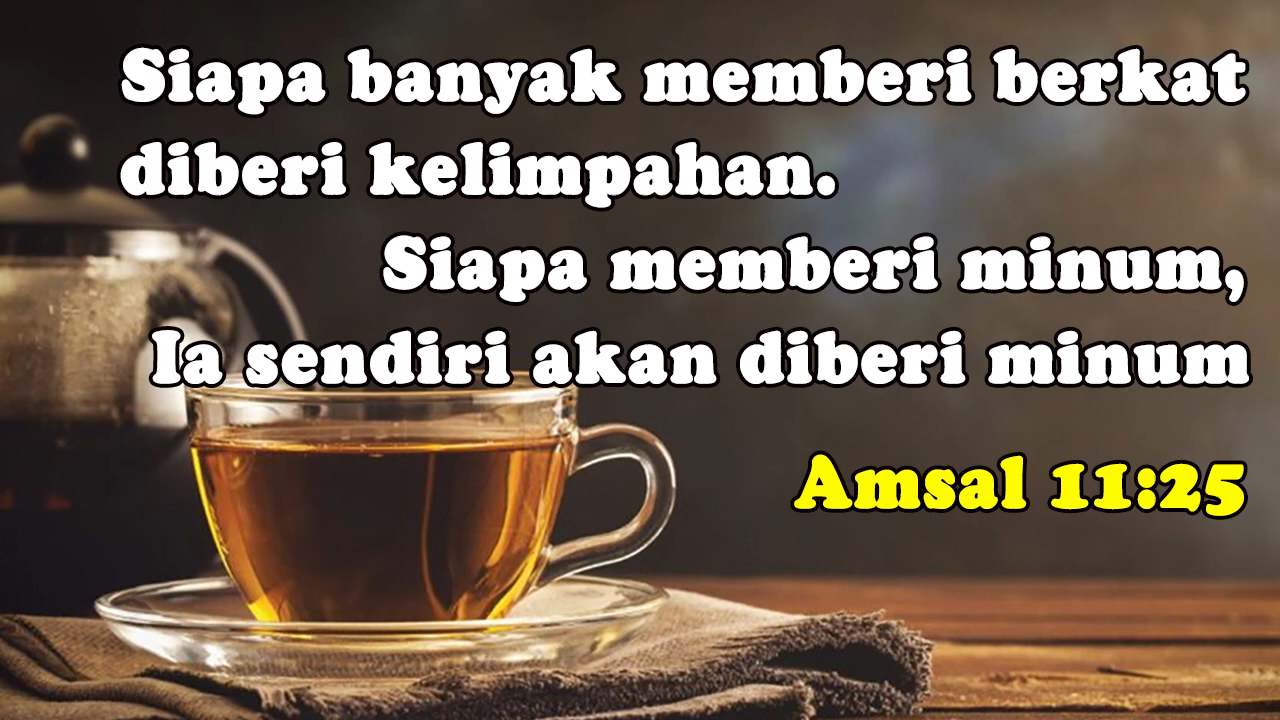 Siapa banyak memberi berkat
diberi kelimpahan.
Siapa memberi minum,
Ia sendiri akan diberi minum
Amsal 11:25